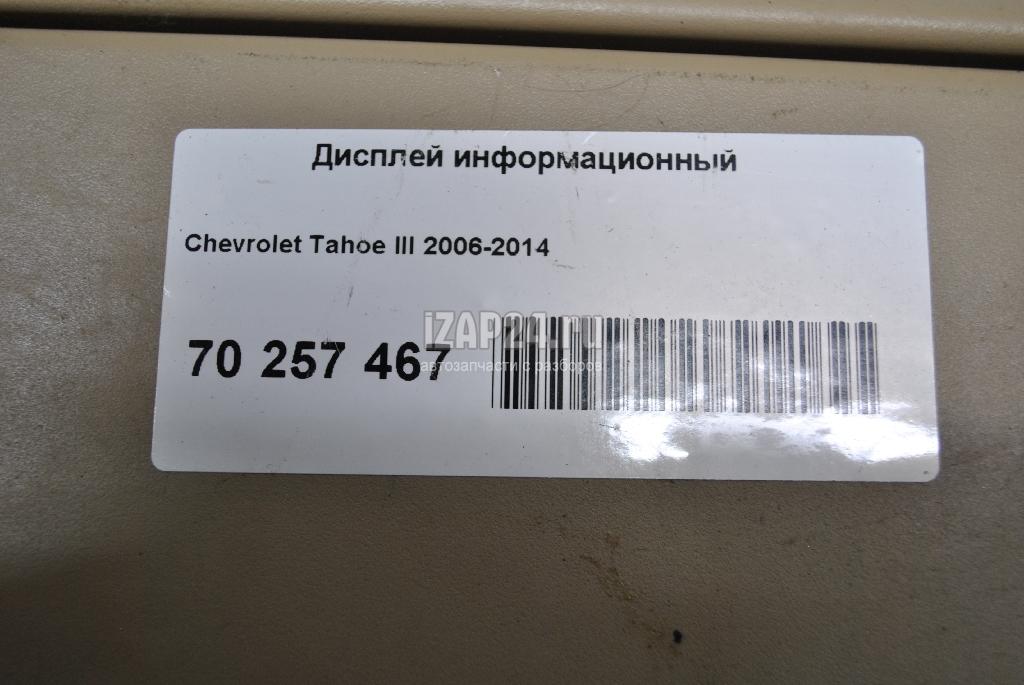 Дисплей информационный
Chevrolet Tahoe III 2006-2014
iZAP24.ru
70 257 467
автозапчасти с разборов